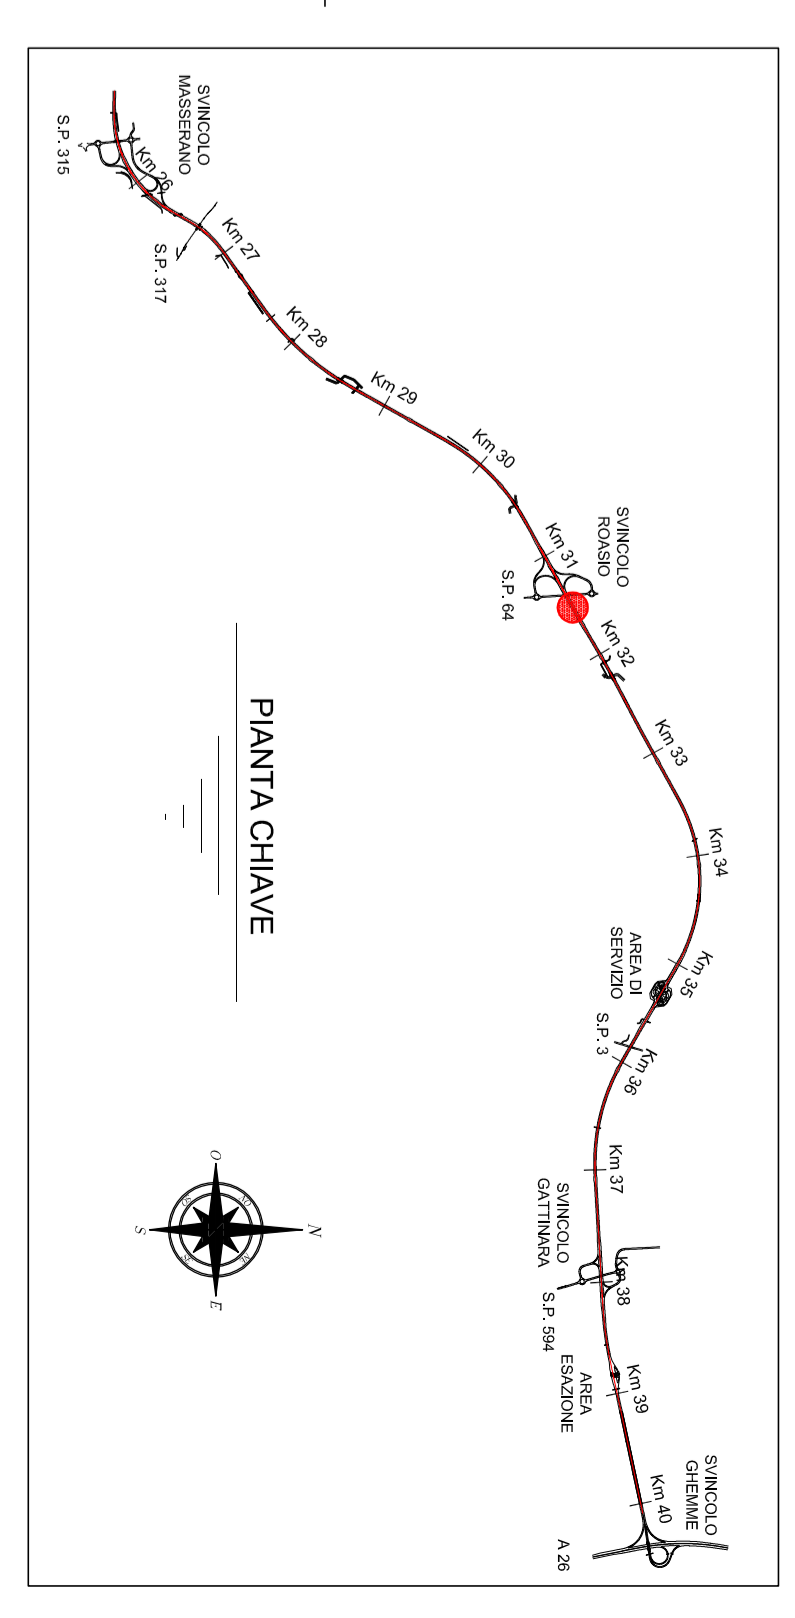 SVINCOLO
MASSERANO
S.P. 315
Km 26
S.P. 317
Km 27
Km 28
Km 29
Km 30
Km 31
SVINCOLO
ROASIO
S.P. 64
Km 32
Km 33
Km 34
Km 35
AREA DI
SERVIZIO
S.P. 3
Km 36
Km 37
SVINCOLO
GATTINARA
Km 38
S.P. 594
Km 39
AREA
ESAZIONE
Km 40
SVINCOLO
GHEMME
A 26
PIANTA CHIAVE
N
O
E
S
NO